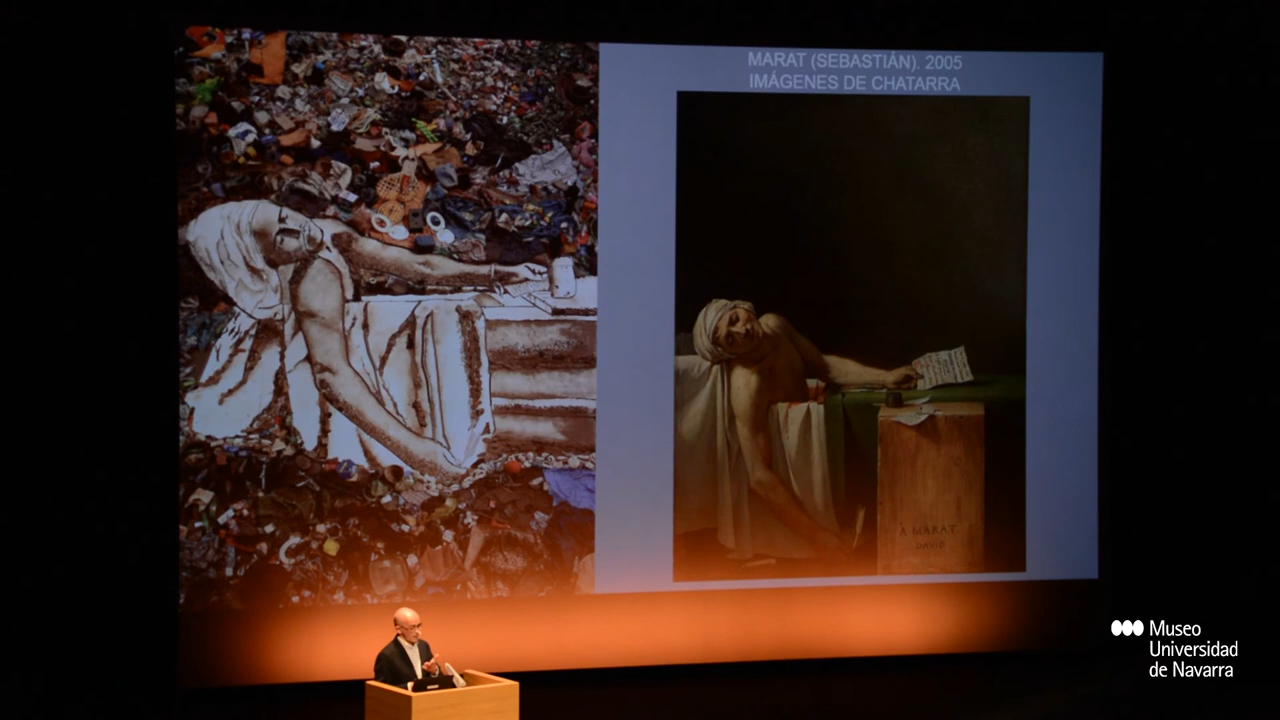 MARAT (SEBASTIÁN). 2005
IMÁGENES DE CHATARRA
À MARAT
DAVID
Museo
Universidad
de Navarra